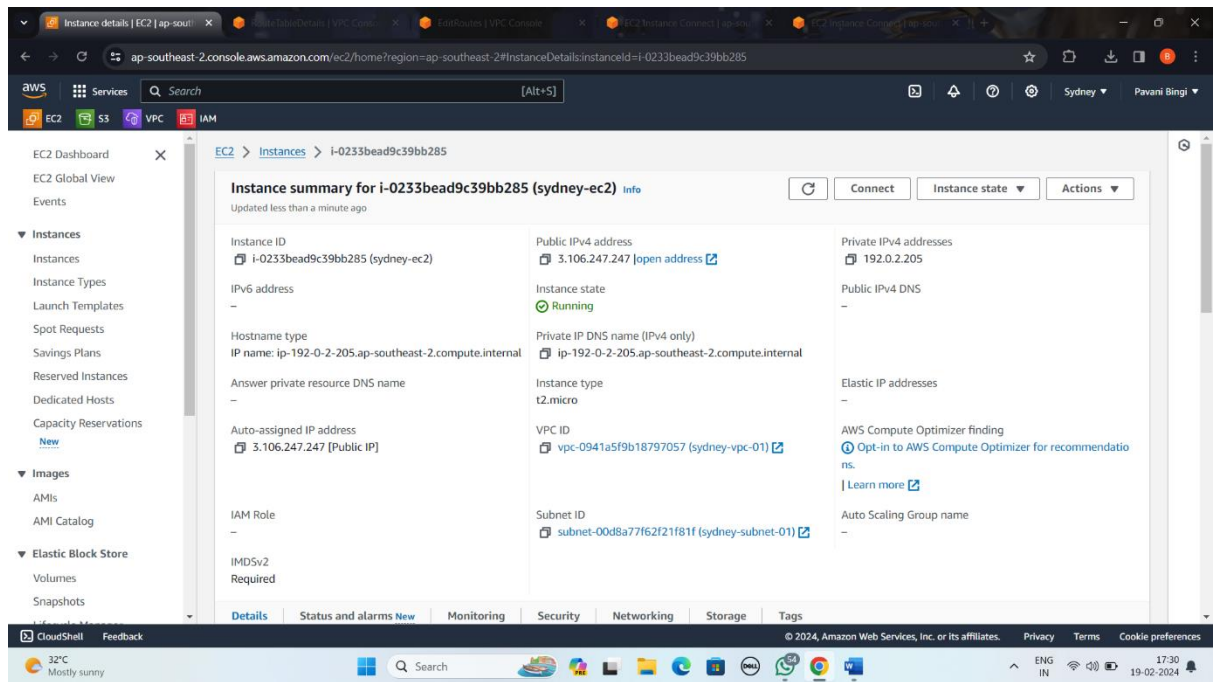 Instance details | EC2 | ap-sout
RouteTableDetails | VPC Cons
EditRoutes | VPC Console
EC2 Instance Connect | ap-sou
EC2 Instance Connect | ap-sou
ap-southeast-2.console.aws.amazon.com/ec2/home?region=ap-southeast-2#InstanceDetails:instanceId=i-0233bead9c39bb285
B
aws
Services
Search
[Alt+S]
Sydney
Pavani Bingi
EC2
S3
VPC
IAM
EC2 Dashboard
EC2 Global View
Events
Instances
Instances
Instance Types
Launch Templates
Spot Requests
Savings Plans
Reserved Instances
Dedicated Hosts
Capacity Reservations
New
Images
AMIs
AMI Catalog
Elastic Block Store
Volumes
Snapshots
EC2 > Instances > i-0233bead9c39bb285
Instance summary for i-0233bead9c39bb285 (sydney-ec2) Info
Updated less than a minute ago
Connect
Instance state
Actions
Instance ID
i-0233bead9c39bb285 (sydney-ec2)
Public IPv4 address
3.106.247.247 |open address
Private IPv4 addresses
192.0.2.205
IPv6 address
–
Instance state
Running
Public IPv4 DNS
–
Hostname type
IP name: ip-192-0-2-205.ap-southeast-2.compute.internal
Private IP DNS name (IPv4 only)
ip-192-0-2-205.ap-southeast-2.compute.internal
Answer private resource DNS name
–
Instance type
t2.micro
Elastic IP addresses
–
Auto-assigned IP address
3.106.247.247 [Public IP]
VPC ID
vpc-0941a5f9b18797057 (sydney-vpc-01)
AWS Compute Optimizer finding
Opt-in to AWS Compute Optimizer for recommendatio
ns.
| Learn more
IAM Role
–
Subnet ID
subnet-00d8a77f62f21f81f (sydney-subnet-01)
Auto Scaling Group name
–
IMDSv2
Required
Details
Status and alarms New
Monitoring
Security
Networking
Storage
Tags
CloudShell
Feedback
© 2024, Amazon Web Services, Inc. or its affiliates.
Privacy
Terms
Cookie preferences
32°C
Mostly sunny
Search
ENG
IN
17:30
19-02-2024